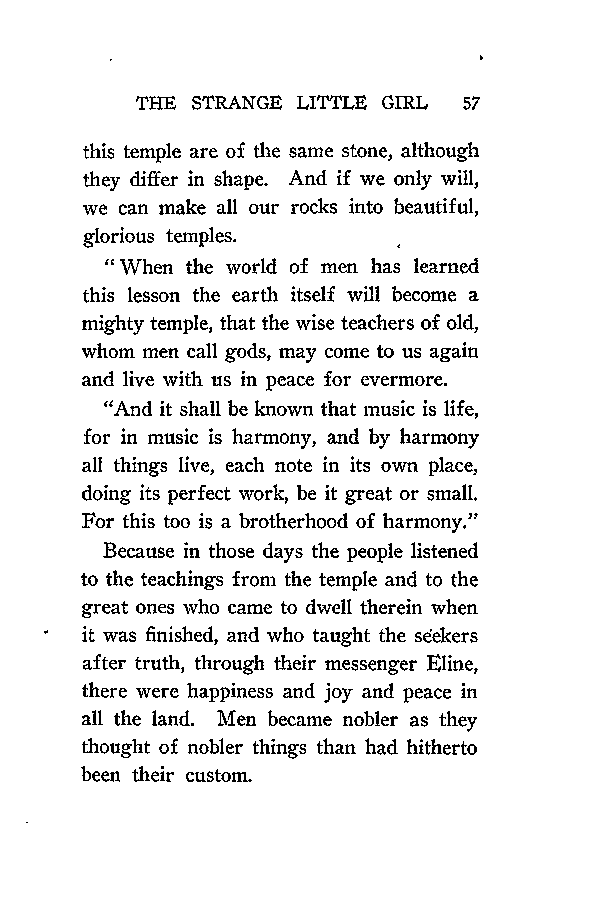 THE STRANGE LITTLE GIRL 57
this temple are of the same stone, although
they differ in shape. And if we only will,
we can make all our rocks into beautiful,
glorious temples.
“When the world of men has learned
this lesson the earth itself will become a
mighty temple, that the wise teachers of old,
whom men call gods, may come to us again
and live with us in peace for evermore.
“And it shall be known that music is life,
for in music is harmony, and by harmony
all things live, each note in its own place,
doing its perfect work, be it great or small.
For this too is a brotherhood of harmony.”
Because in those days the people listened
to the teachings from the temple and to the
great ones who came to dwell therein when
it was finished, and who taught the seekers
after truth, through their messenger Eline,
there were happiness and joy and peace in
all the land. Men became nobler as they
thought of nobler things than had hitherto
been their custom.